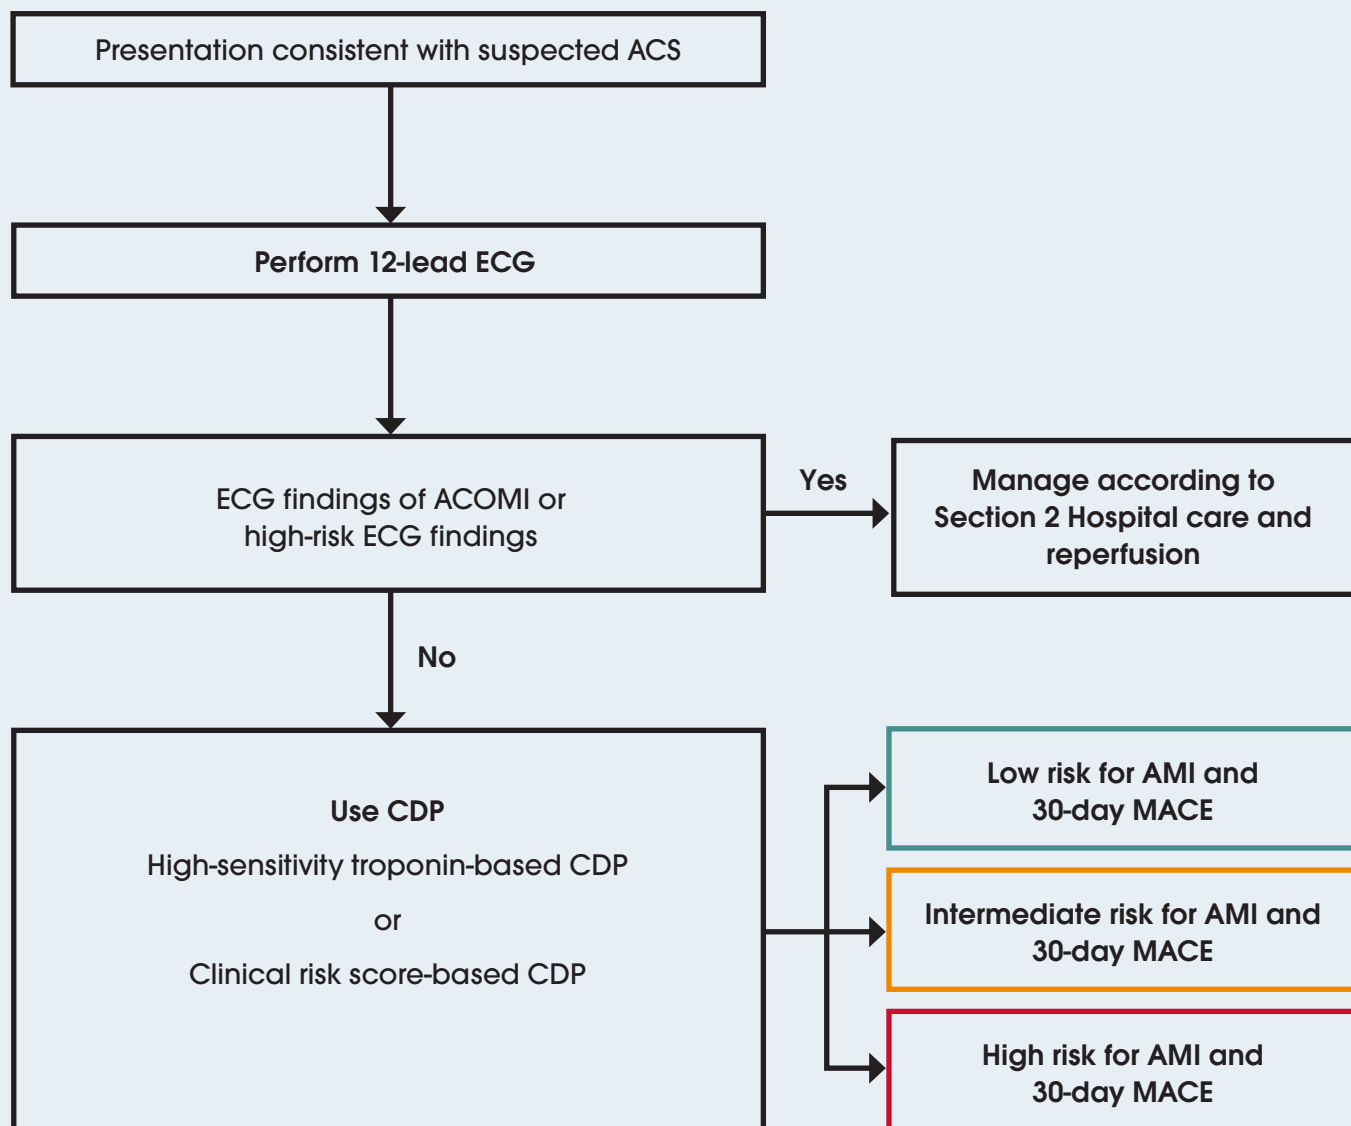 Presentation consistent with suspected ACS
Perform 12-lead ECG
ECG findings of ACOMI or
high-risk ECG findings
Yes
Manage according to
Section 2 Hospital care and
reperfusion
No
Use CDP
High-sensitivity troponin-based CDP
or
Clinical risk score-based CDP
Low risk for AMI and
30-day MACE
Intermediate risk for AMI and
30-day MACE
High risk for AMI and
30-day MACE